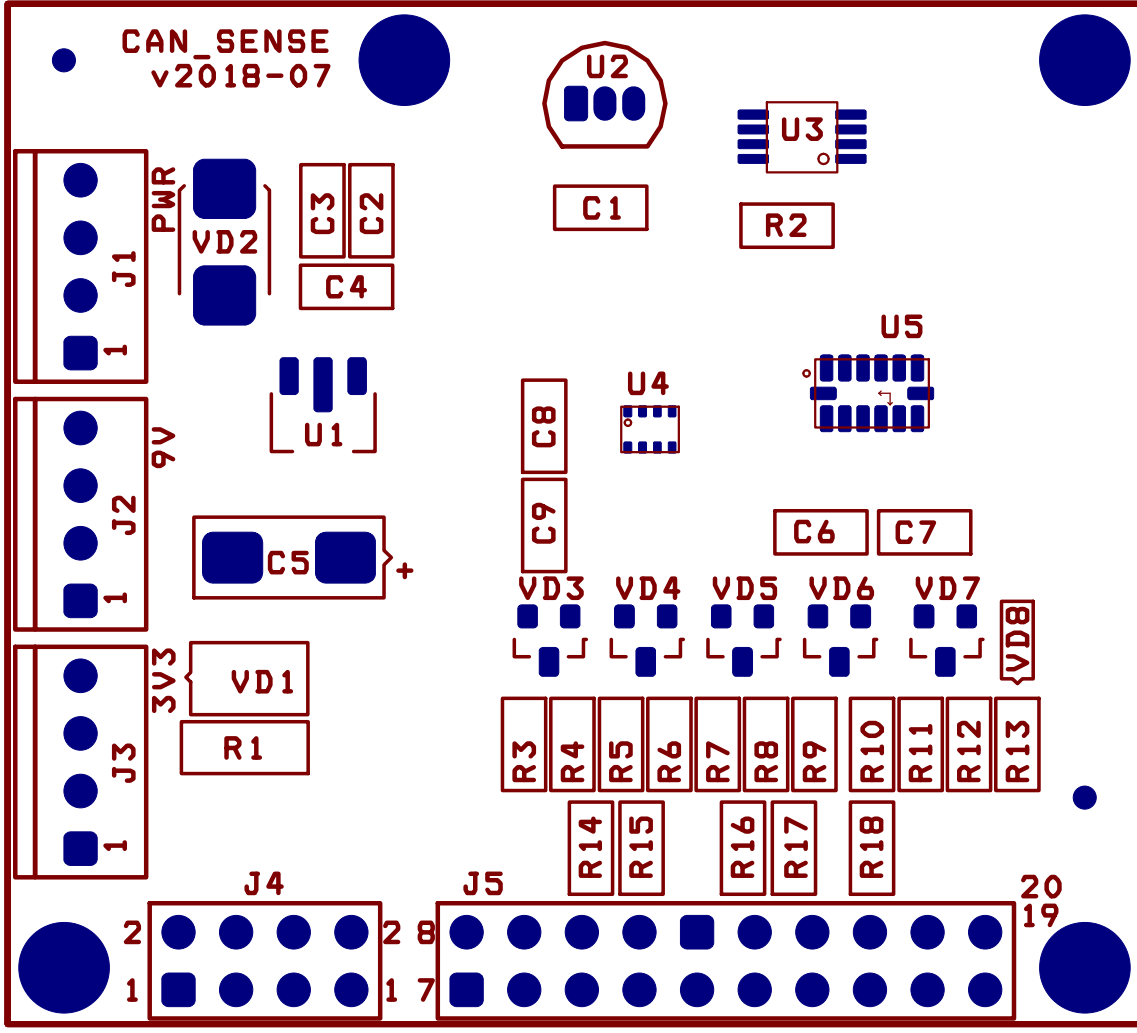 CAN_SENSE
v2018-07
U2
U3
PWR
C3
C2
C1
R2
VD2
J1
C4
1
U5
U4
U1
9V
C8
J2
C9
C6
C7
C5
+
1
VD3
VD4
VD5
VD6
VD7
VD8
3V3
VD1
R1
J3
R3
R4
R5
R6
R7
R8
R9
R10
R11
R12
R13
1
R14
R15
R16
R17
R18
J4
J5
20
19
2
2
8
1
1
7